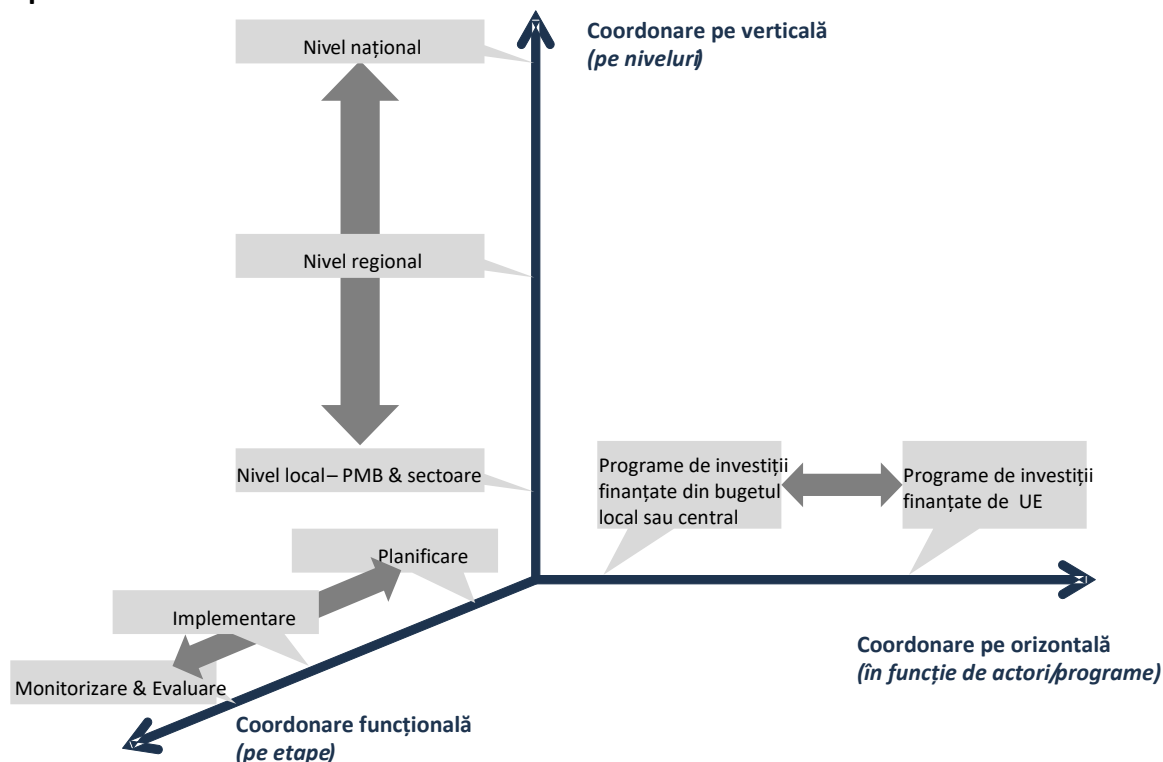 Nivel național
Coordonare pe verticală
(pe niveluri)
Nivel regional
Nivel local– PMB & sectoare
Programe de investiții
finanțate din bugetul
local sau central
Programe de investiții
finanțate de UE
Planificare
Implementare
Monitorizare & Evaluare
Coordonare pe orizontală
(în funcție de actori/programe)
Coordonare funcțională
(pe etape)